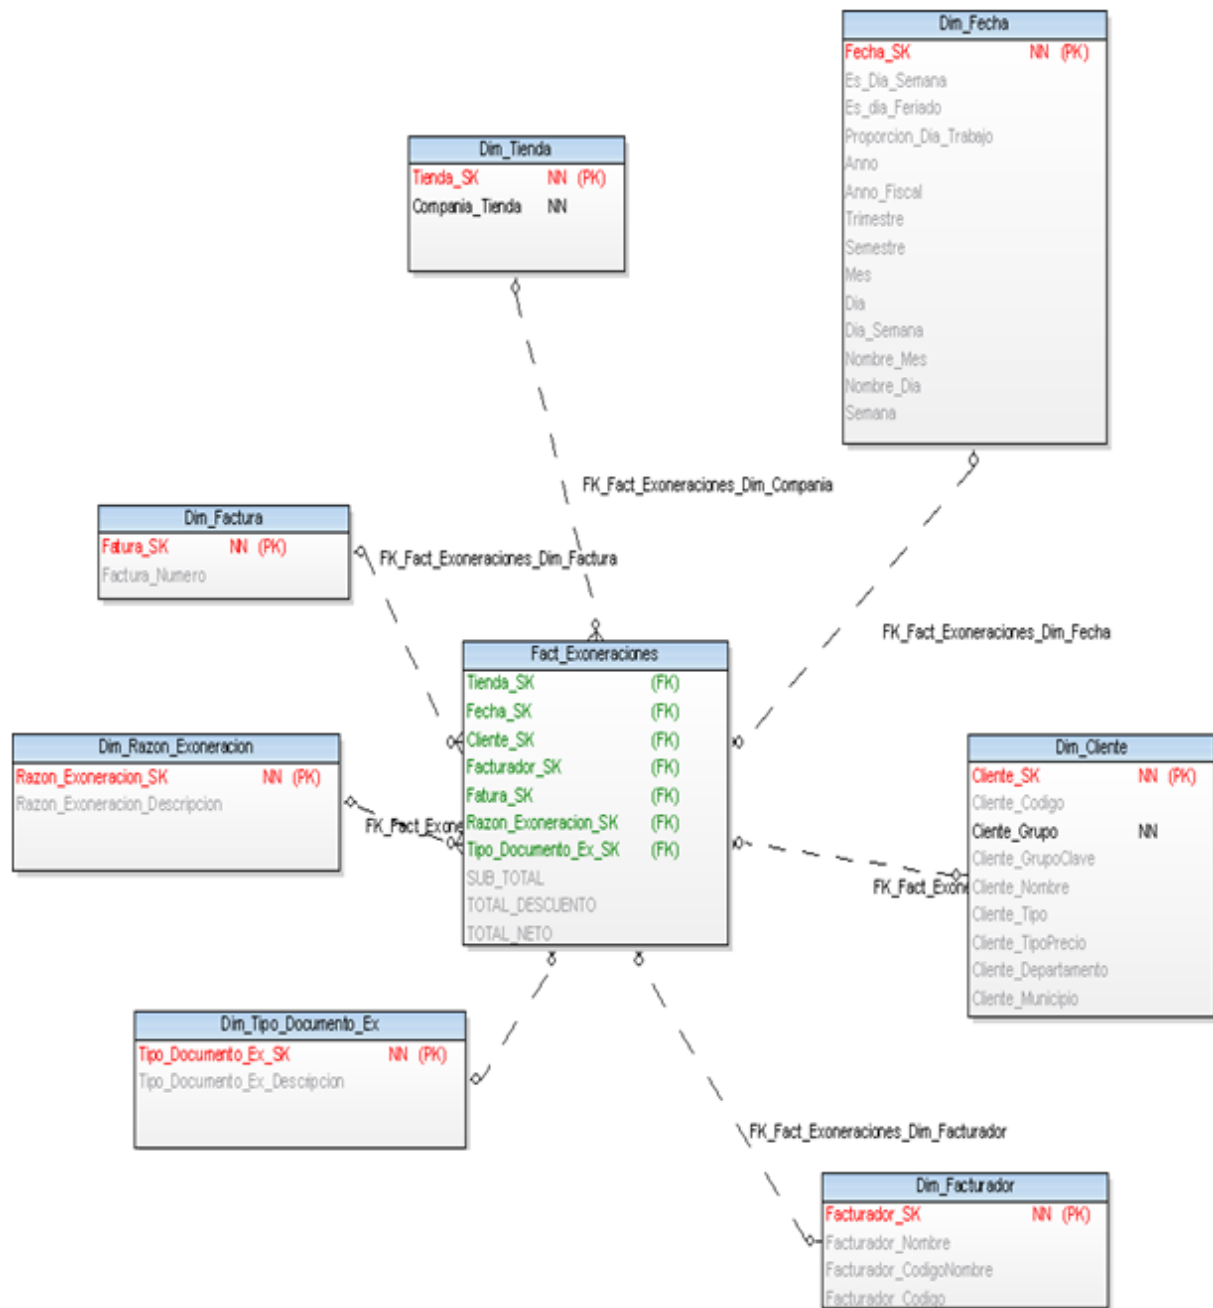 Dim_Fecha
Fecha_SK NN (PK)
Es_Dia_Semana
Es_dia_Feriado
Proporcion_Dia_Trabajo
Anno
Anno_Fiscal
Trimestre
Semestre
Mes
Dia
Dia_Semana
Nombre_Mes
Nombre_Dia
Semana
Dim_Tienda
Tienda_SK NN (PK)
Compania_Tienda NN
FK_Fact_Exoneraciones_Dim_Compania
Dim_Factura
Fatura_SK NN (PK)
Factura_Numero
FK_Fact_Exoneraciones_Dim_Factura
FK_Fact_Exoneraciones_Dim_Fecha
Fact_Exoneraciones
Tienda_SK (FK)
Fecha_SK (FK)
Cliente_SK (FK)
Facturador_SK (FK)
Fatura_SK (FK)
Razon_Exoneracion_SK (FK)
Tipo_Documento_Ex_SK (FK)
SUB_TOTAL
TOTAL_DESCUENTO
TOTAL_NETO
Dim_Razon_Exoneracion
Razon_Exoneracion_SK NN (PK)
Razon_Exoneracion_Descripcion
FK_Fact_Exone
Dim_Cliente
Cliente_SK NN (PK)
Cliente_Codigo
Ciente_Grupo NN
Cliente_GrupoClave
Cliente_Nombre
Cliente_Tipo
Cliente_TipoPrecio
Cliente_Departamento
Cliente_Municipio
FK_Fact_Exone
Dim_Tipo_Documento_Ex
Tipo_Documento_Ex_SK NN (PK)
Tipo_Documento_Ex_Descripcion
FK_Fact_Exoneraciones_Dim_Facturador
Dim_Facturador
Facturador_SK NN (PK)
Facturador_Nombre
Facturador_CodigoNombre
Facturador_Codigo